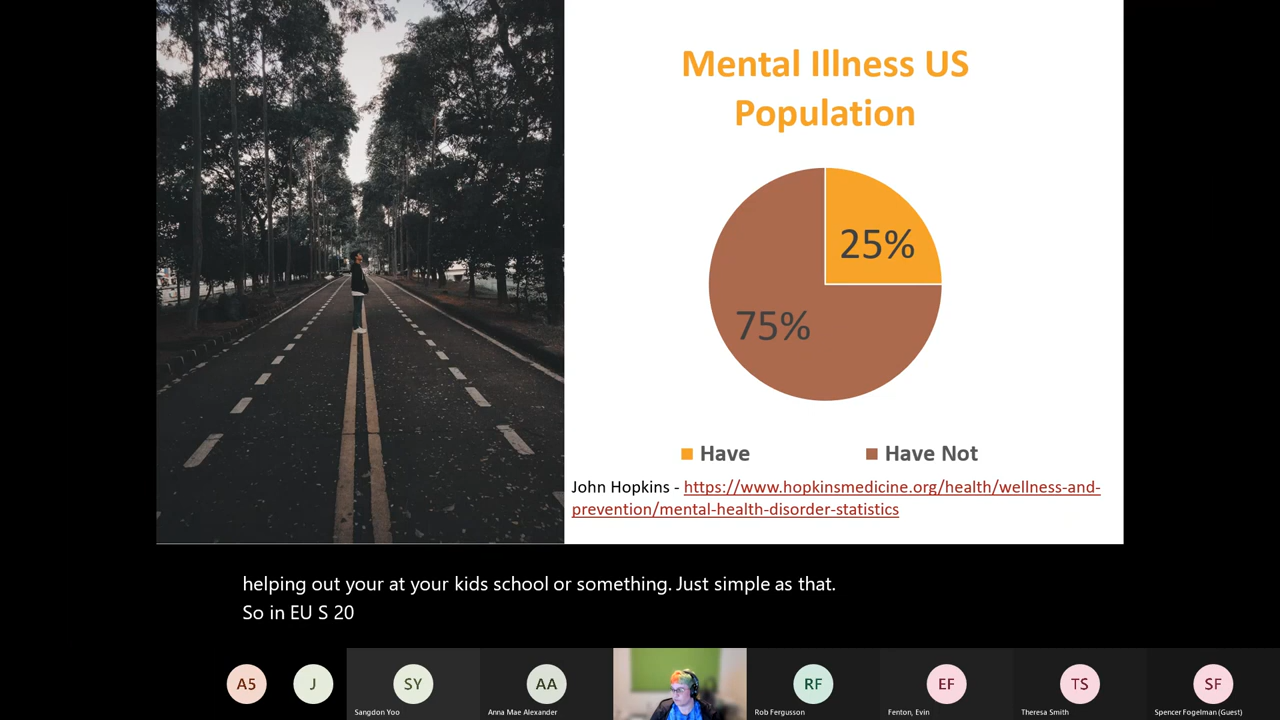 Mental Illness US
Population
25%
75%
Have
Have Not
John Hopkins - https://www.hopkinsmedicine.org/health/wellness-and-
prevention/mental-health-disorder-statistics
helping out your at your kids school or something. Just simple as that.
So in EU S 20
A5
J
SY
AA
RF
EF
TS
SF
Sangdon Yoo
Anna Mae Alexander
Rob Fergusson
Fenton, Evin
Theresa Smith
Spencer Fogelman (Guest)